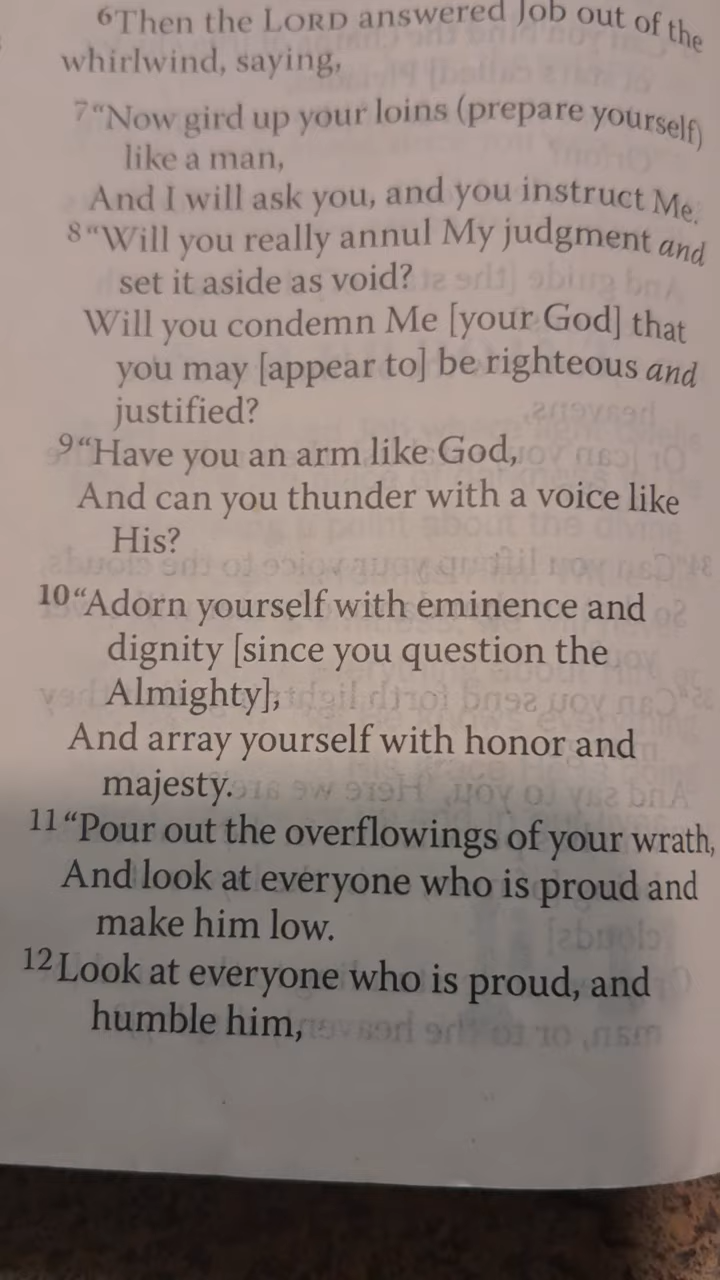 6Then the LORD answered Job out of the
whirlwind, saying,
7“Now gird up your loins (prepare yourself)
like a man,
And I will ask you, and you instruct Me.
8“Will you really annul My judgment and
set it aside as void?
Will you condemn Me [your God] that
you may [appear to] be righteous and
justified?
9“Have you an arm like God,
And can you thunder with a voice like
His?
10“Adorn yourself with eminence and
dignity [since you question the
Almighty],
And array yourself with honor and
majesty.
11“Pour out the overflowings of your wrath,
And look at everyone who is proud and
make him low.
12Look at everyone who is proud, and
humble him,